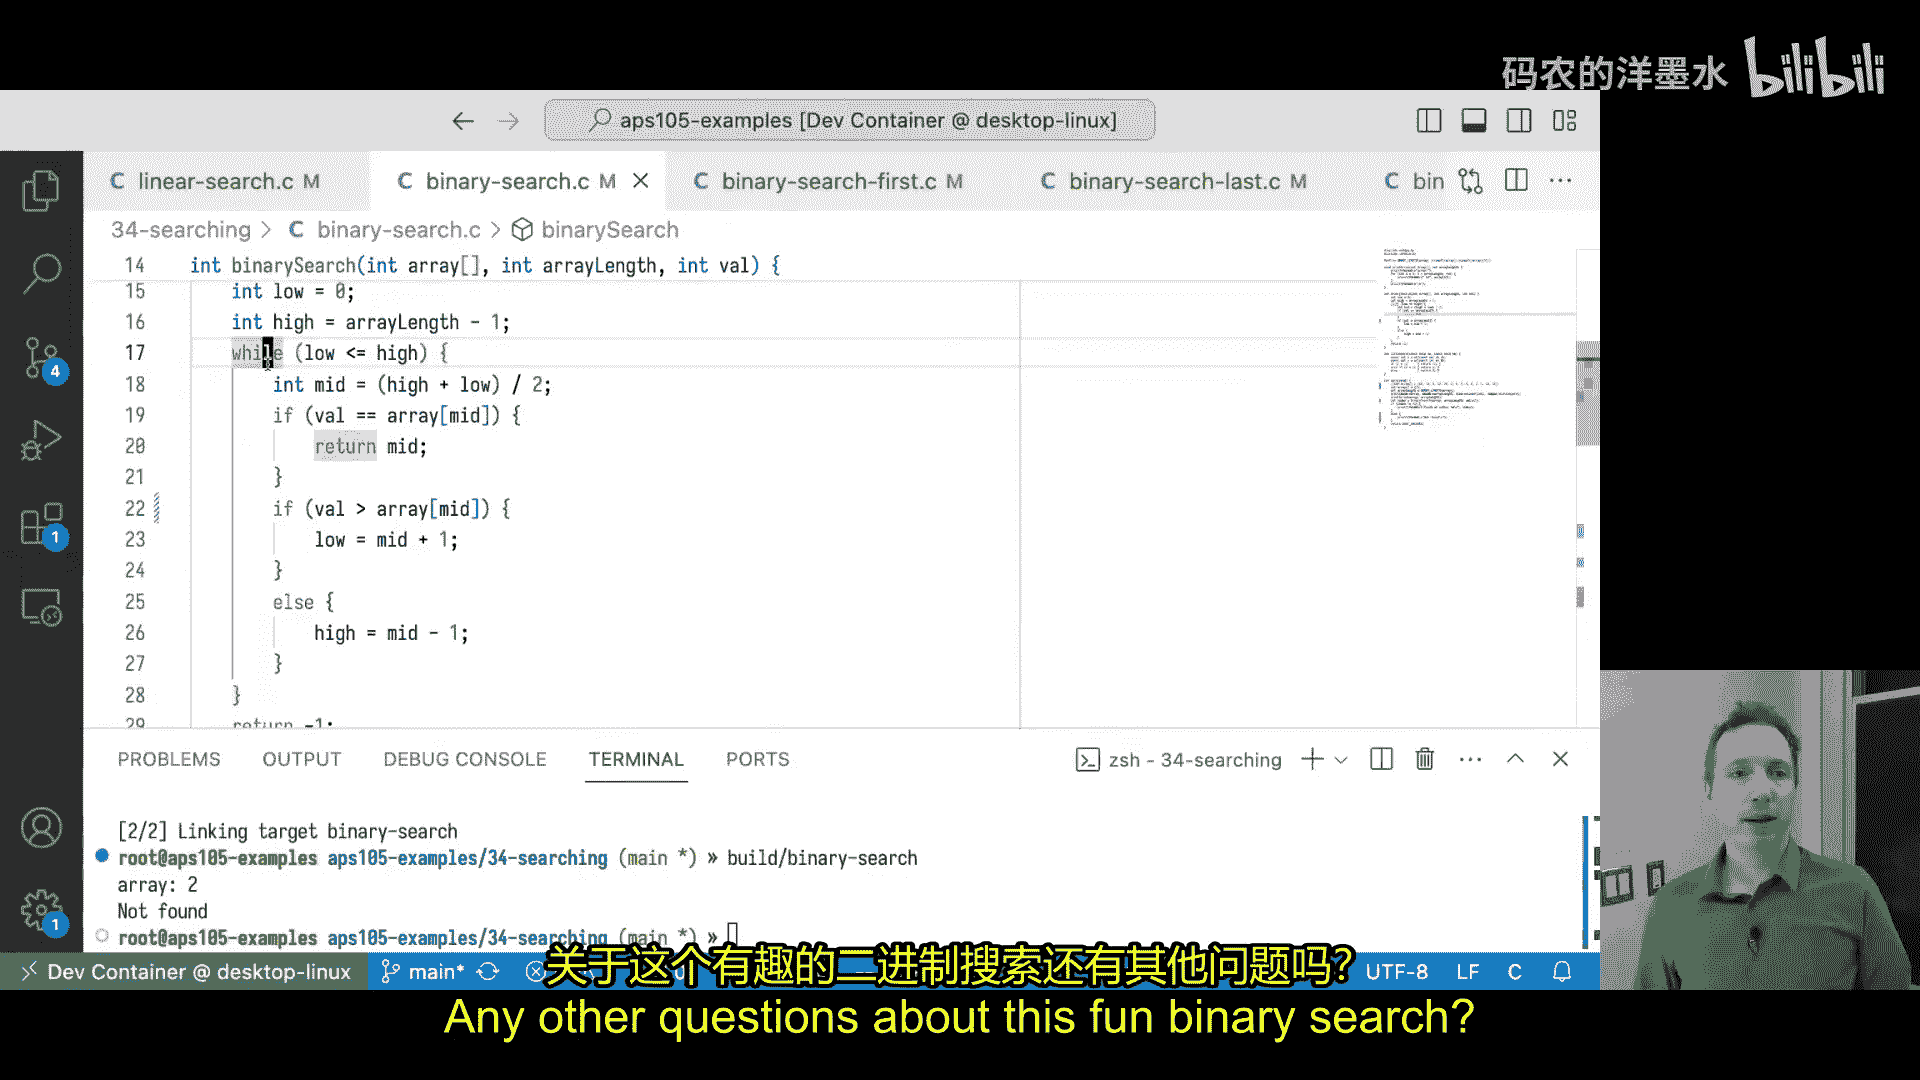 码农的洋墨水 bilibili
aps105-examples [Dev Container @ desktop-linux]
C linear-search.c M
C binary-search.c M
C binary-search-first.c M
C binary-search-last.c M
C bin
34-searching > C binary-search.c > binarySearch
14 int binarySearch(int array[], int arrayLength, int val) {
15 int low = 0;
16 int high = arrayLength - 1;
17 while (low <= high) {
18 int mid = (high + low) / 2;
19 if (val == array[mid]) {
20 return mid;
21 }
22 if (val > array[mid]) {
23 low = mid + 1;
24 }
25 else {
26 high = mid - 1;
27 }
28 }
29 return -1;
PROBLEMS OUTPUT DEBUG CONSOLE TERMINAL PORTS
zsh - 34-searching
[2/2] Linking target binary-search
root@aps105-examples aps105-examples/34-searching (main *) » build/binary-search
array: 2
Not found
root@aps105-examples aps105-examples/34-searching (main *) »
4
1
1
Dev Container @ desktop-linux main* UTF-8 LF C
关于这个有趣的二进制搜索还有其他问题吗?
Any other questions about this fun binary search?